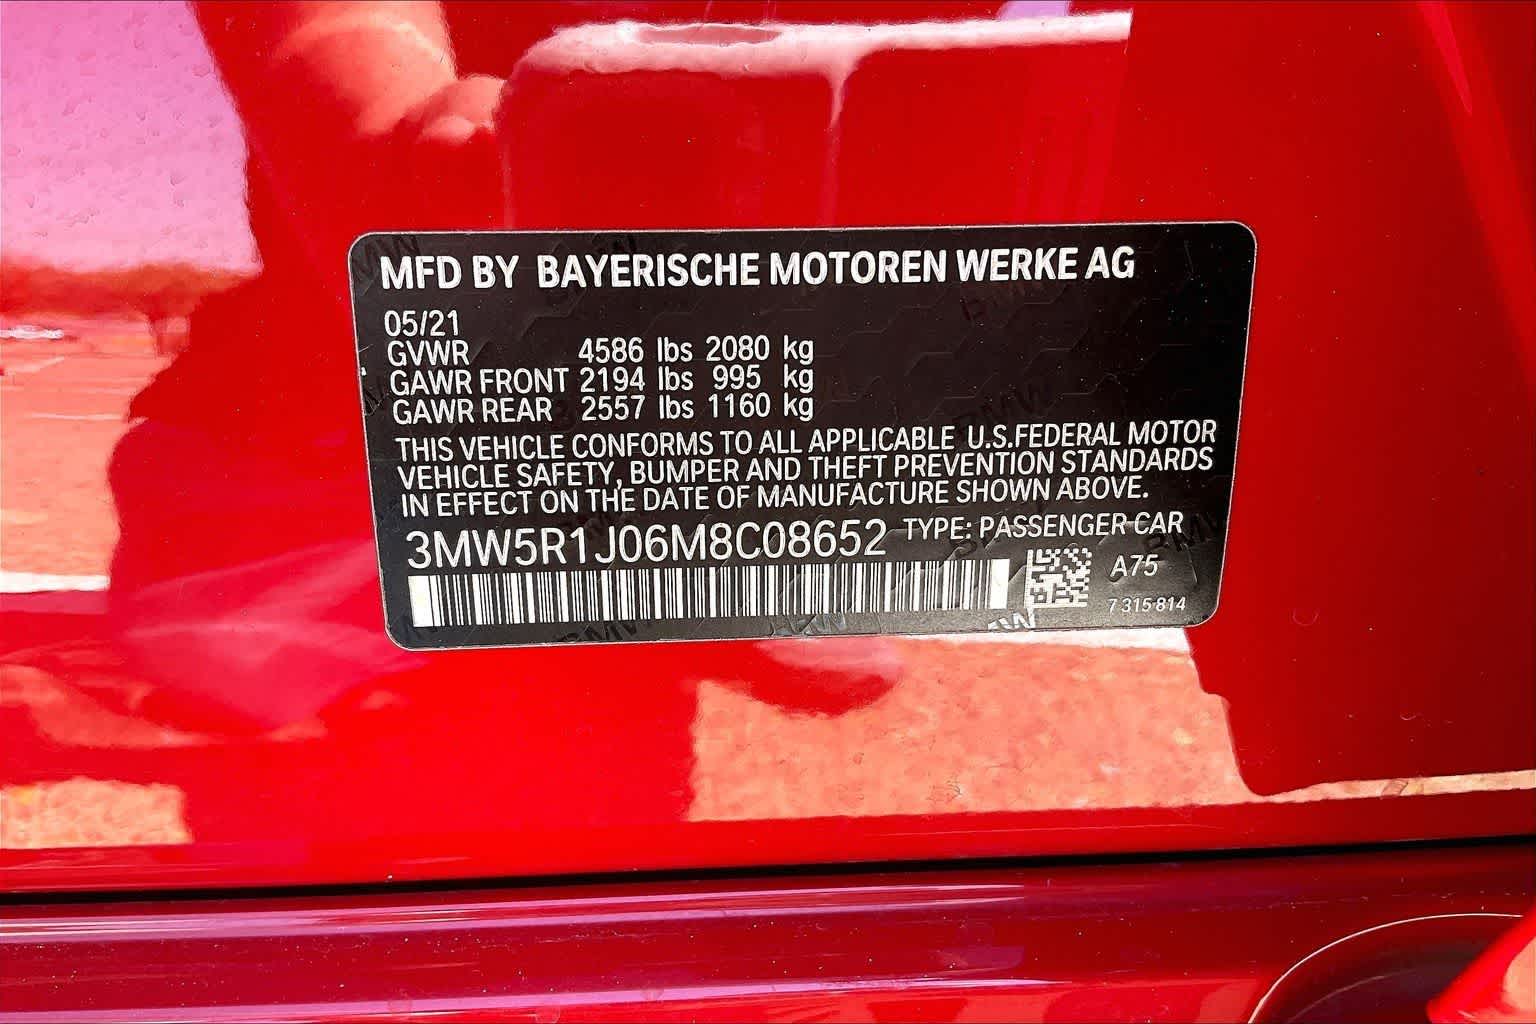 MFD BY BAYERISCHE MOTOREN WERKE AG
05/21
GVWR 4586 lbs 2080 kg
GAWR FRONT 2194 lbs 995 kg
GAWR REAR 2557 lbs 1160 kg
THIS VEHICLE CONFORMS TO ALL APPLICABLE U.S.FEDERAL MOTOR
VEHICLE SAFETY, BUMPER AND THEFT PREVENTION STANDARDS
IN EFFECT ON THE DATE OF MANUFACTURE SHOWN ABOVE.
3MW5R1J06M8C08652 TYPE: PASSENGER CAR
A75
7 315 814